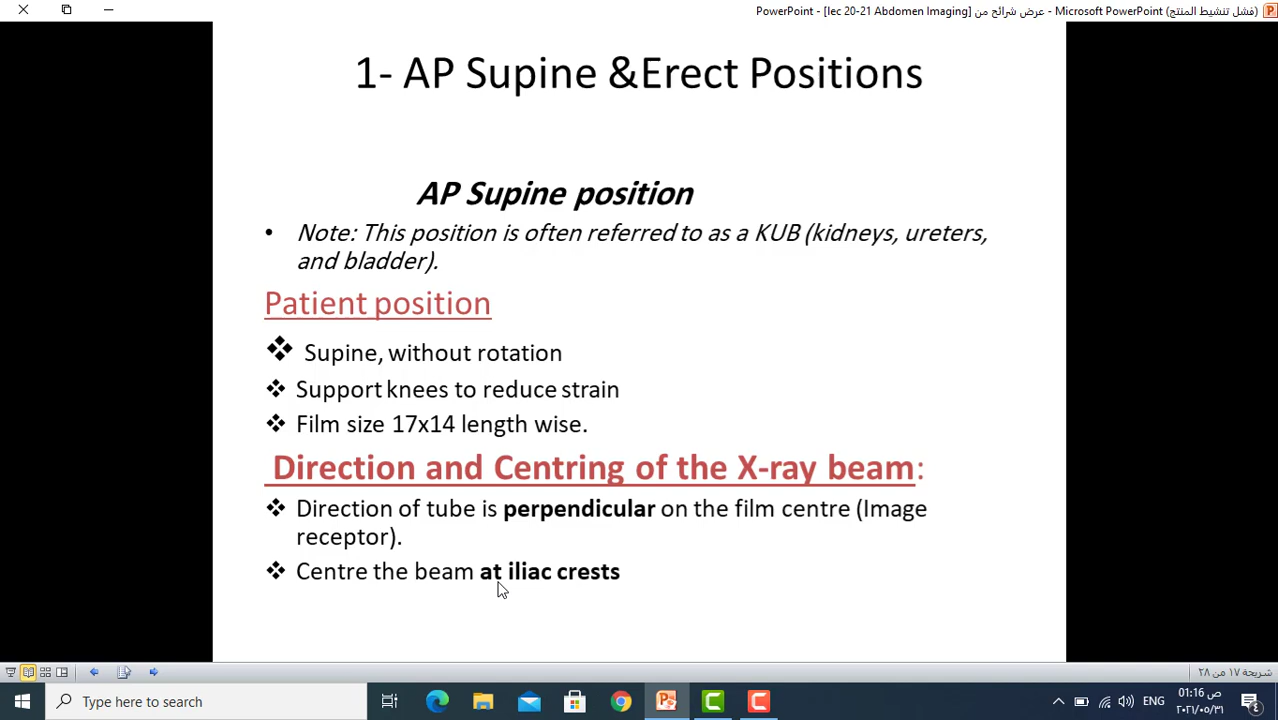 PowerPoint - [lec 20-21 Abdomen Imaging] عرض شرائح من - Microsoft PowerPoint (فشل تنشيط المنتج)
1- AP Supine &Erect Positions
AP Supine position
• Note: This position is often referred to as a KUB (kidneys, ureters,
and bladder).
Patient position
❖ Supine, without rotation
❖ Support knees to reduce strain
❖ Film size 17x14 length wise.
Direction and Centring of the X-ray beam:
❖ Direction of tube is perpendicular on the film centre (Image
receptor).
❖ Centre the beam at iliac crests
شريحة ١٧ من ٢٨
Type here to search
ENG
01:16 ص
٢٠٢١/٠٥/٣١
٤